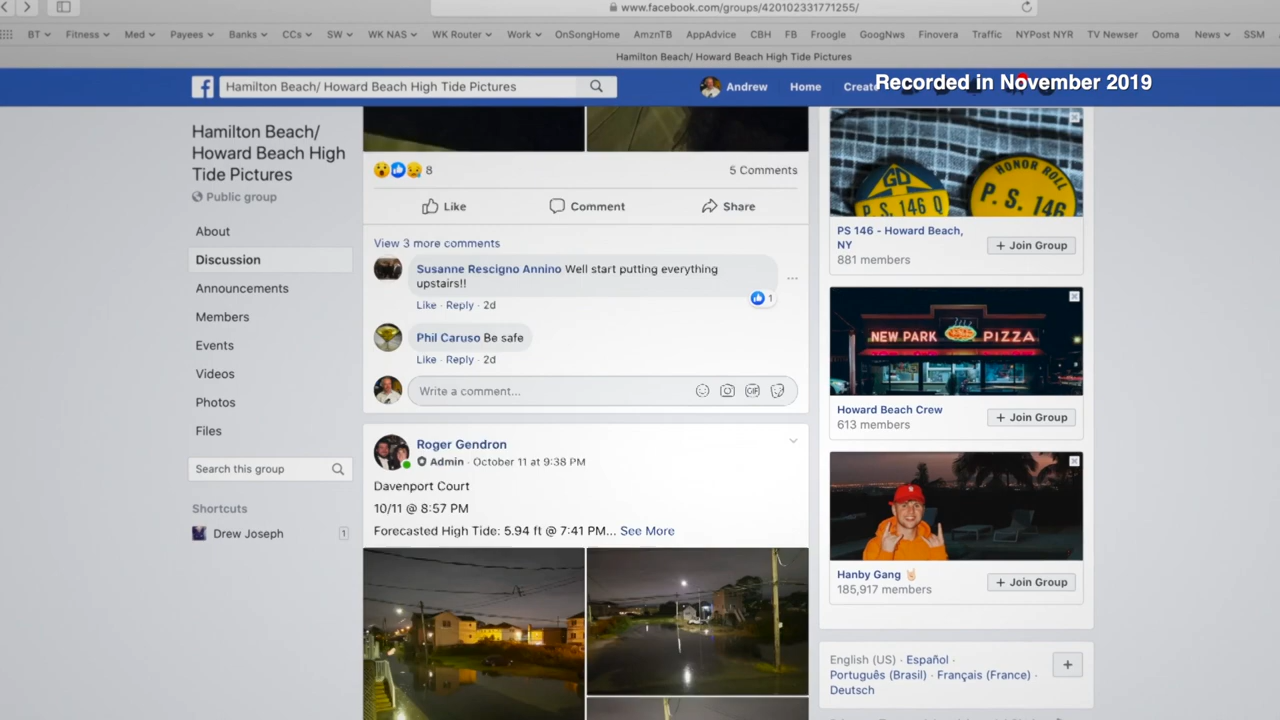 www.facebook.com/groups/420102331771255/
BT Fitness Med Payees Banks CCs SW WK NAS WK Router Work OnSongHome AmznTB AppAdvice CBH FB Froogle GoogNws Finovera Traffic NYPost NYR TV Newser Ooma News SSM
Hamilton Beach/ Howard Beach High Tide Pictures
Hamilton Beach/ Howard Beach High Tide Pictures
Andrew
Home
Create
Recorded in November 2019
Hamilton Beach/
Howard Beach High
Tide Pictures
Public group
About
Discussion
Announcements
Members
Events
Videos
Photos
Files
Search this group
Shortcuts
Drew Joseph
1
8
5 Comments
Like
Comment
Share
View 3 more comments
Susanne Rescigno Annino Well start putting everything
upstairs!!
1
Like · Reply · 2d
Phil Caruso Be safe
Like · Reply · 2d
Write a comment...
GIF
Roger Gendron
Admin · October 11 at 9:38 PM
Davenport Court
10/11 @ 8:57 PM
Forecasted High Tide: 5.94 ft @ 7:41 PM... See More
GD
P.S. 146 Q
HONOR ROLL
P.S. 146
PS 146 - Howard Beach,
NY
881 members
+ Join Group
NEW PARK PIZZA
Howard Beach Crew
613 members
+ Join Group
Hanby Gang 🤘🏻
185,917 members
+ Join Group
English (US) · Español ·
Português (Brasil) · Français (France) ·
Deutsch
+